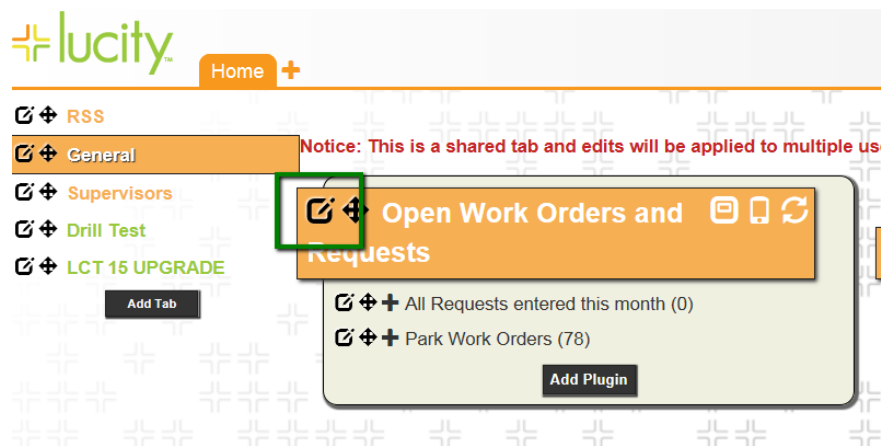 lucity
Home
RSS
General
Supervisors
Drill Test
LCT 15 UPGRADE
Add Tab
Notice: This is a shared tab and edits will be applied to multiple
Open Work Orders and
Requests
All Requests entered this month (0)
Park Work Orders (78)
Add Plugin